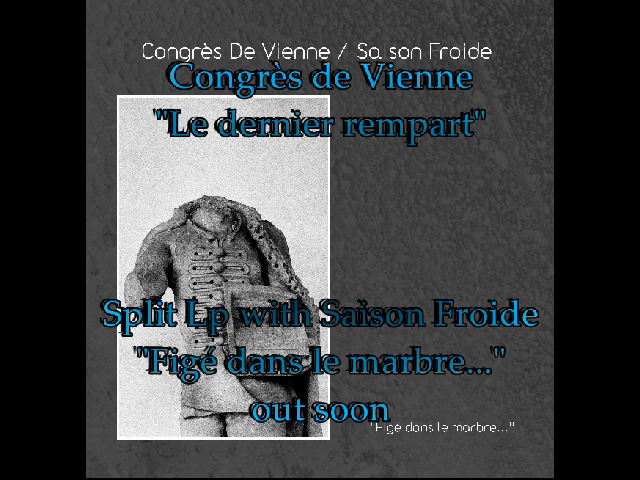 Congrès De Vienne / Saison Froide
Congrès de Vienne
"Le dernier rempart"
Split Lp with Saison Froide
"Figé dans le marbre..."
out soon
"Figé dans le marbre..."